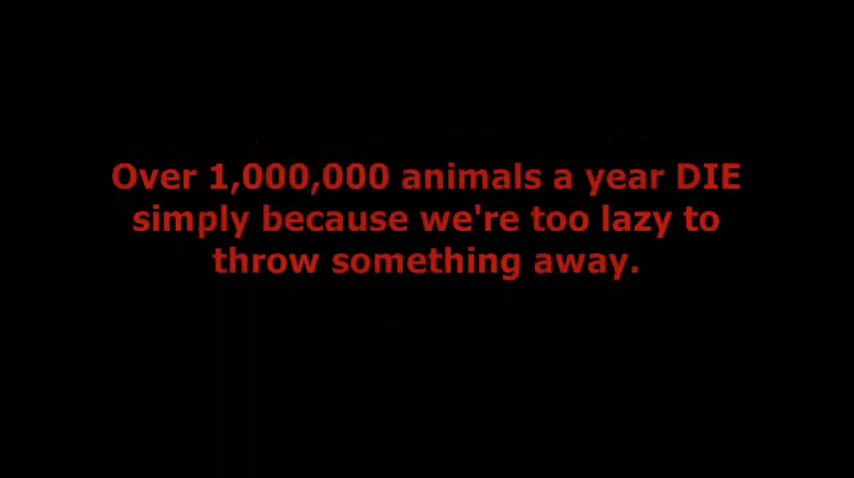 Over 1,000,000 animals a year DIE
simply because we're too lazy to
throw something away.